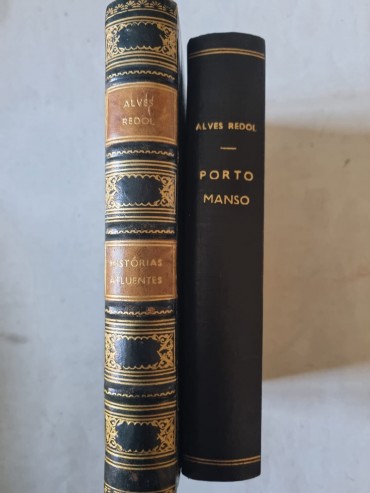 ALVES
REDOL
HISTÓRIAS
AFLUENTES
ALVES REDOL
PORTO
MANSO